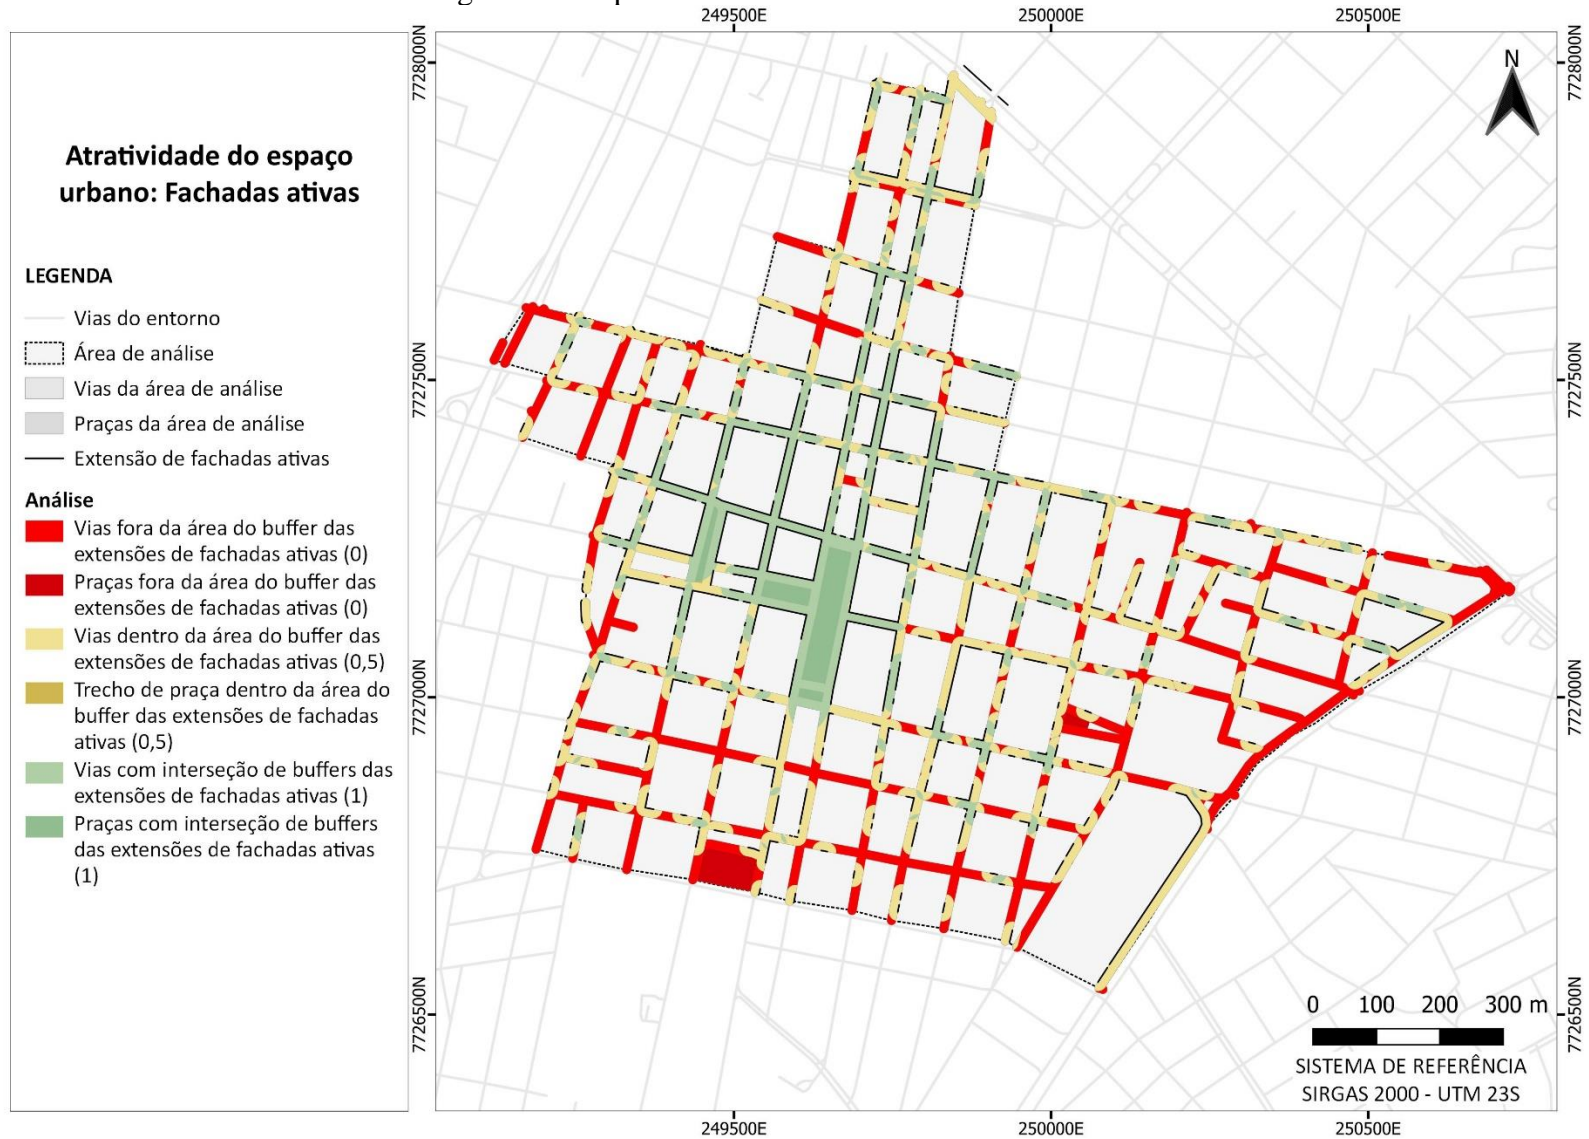 249500E
250000E
250500E
Atratividade do espaço
urbano: Fachadas ativas
LEGENDA
Vias do entorno
Área de análise
Vias da área de análise
Praças da área de análise
Extensão de fachadas ativas
Análise
Vias fora da área do buffer das
extensões de fachadas ativas (0)
Praças fora da área do buffer das
extensões de fachadas ativas (0)
Vias dentro da área do buffer das
extensões de fachadas ativas (0,5)
Trecho de praça dentro da área do
buffer das extensões de fachadas
ativas (0,5)
Vias com interseção de buffers das
extensões de fachadas ativas (1)
Praças com interseção de buffers
das extensões de fachadas ativas
(1)
7728000N
7727500N
7727000N
7726500N
N
7728000N
7727500N
7727000N
7726500N
0 100 200 300 m
SISTEMA DE REFERÊNCIA
SIRGAS 2000 - UTM 23S
249500E
250000E
250500E